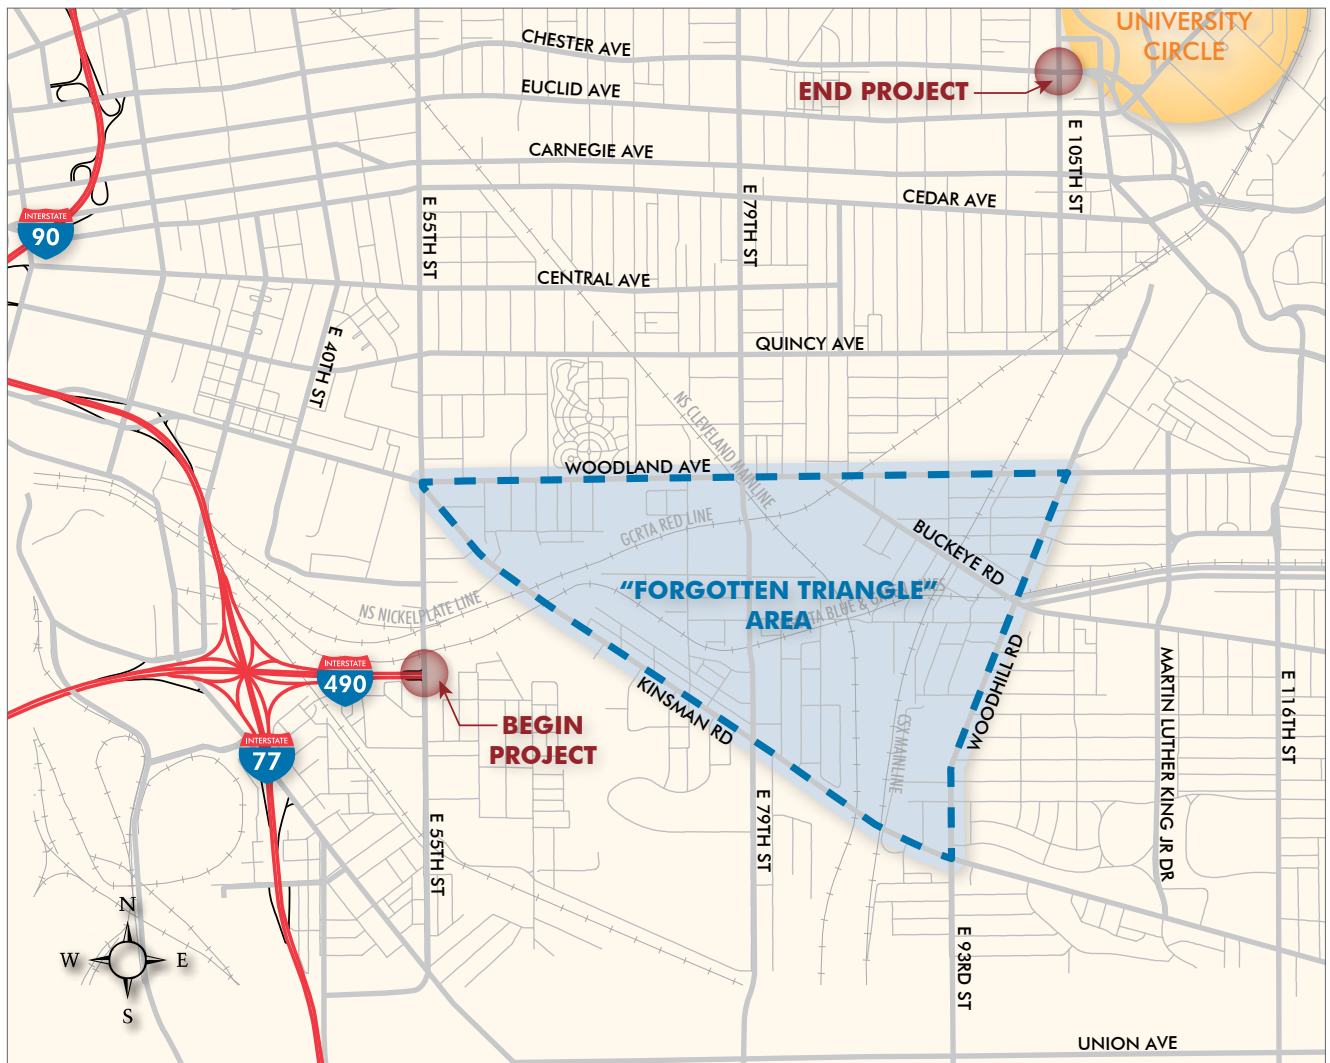 UNIVERSITY
CIRCLE
CHESTER AVE
END PROJECT
EUCLID AVE
E 105TH ST
CARNEGIE AVE
CEDAR AVE
E 55TH ST
E 79TH ST
INTERSTATE
90
CENTRAL AVE
E 40TH ST
QUINCY AVE
NS CLEVELAND MAINLINE
WOODLAND AVE
GCRTA RED LINE
BUCKEYE RD
"FORGOTTEN TRIANGLE"
AREA
NS NICKELPLATE LINE
WOODHILL RD
MARTIN LUTHER KING JR DR
E 116TH ST
INTERSTATE
490
KINSMAN RD
BEGIN
PROJECT
CSX MAINLINE
INTERSTATE
77
E 55TH ST
E 79TH ST
N
W
E
S
E 93RD ST
UNION AVE